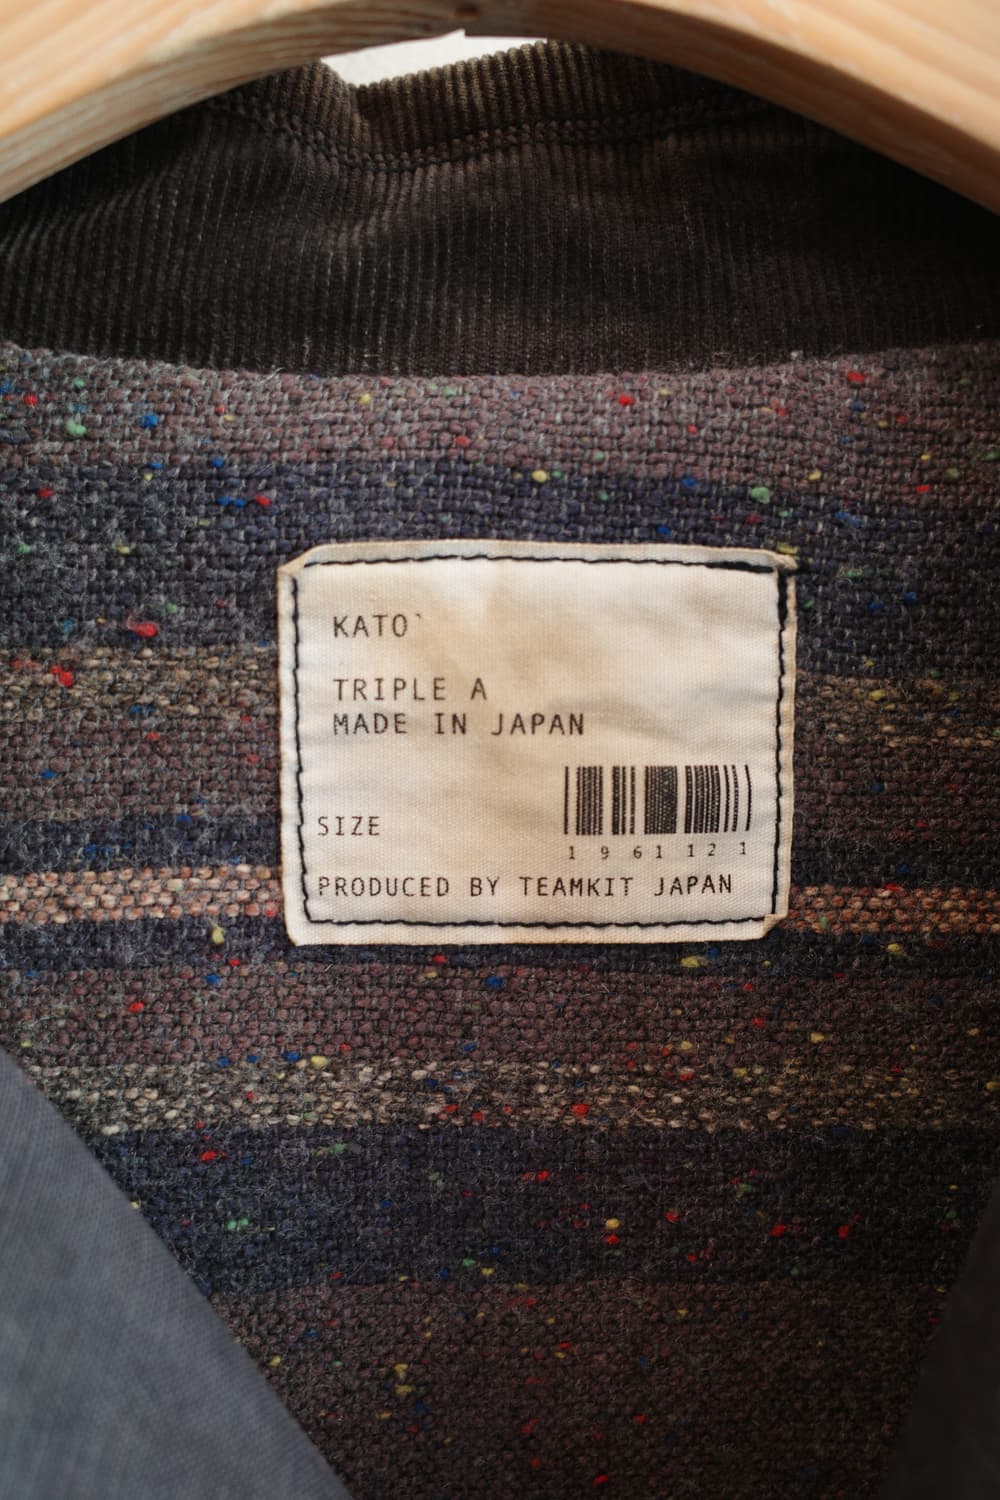 KATO`
TRIPLE A
MADE IN JAPAN
SIZE
1 9 61 12 1
PRODUCED BY TEAMKIT JAPAN